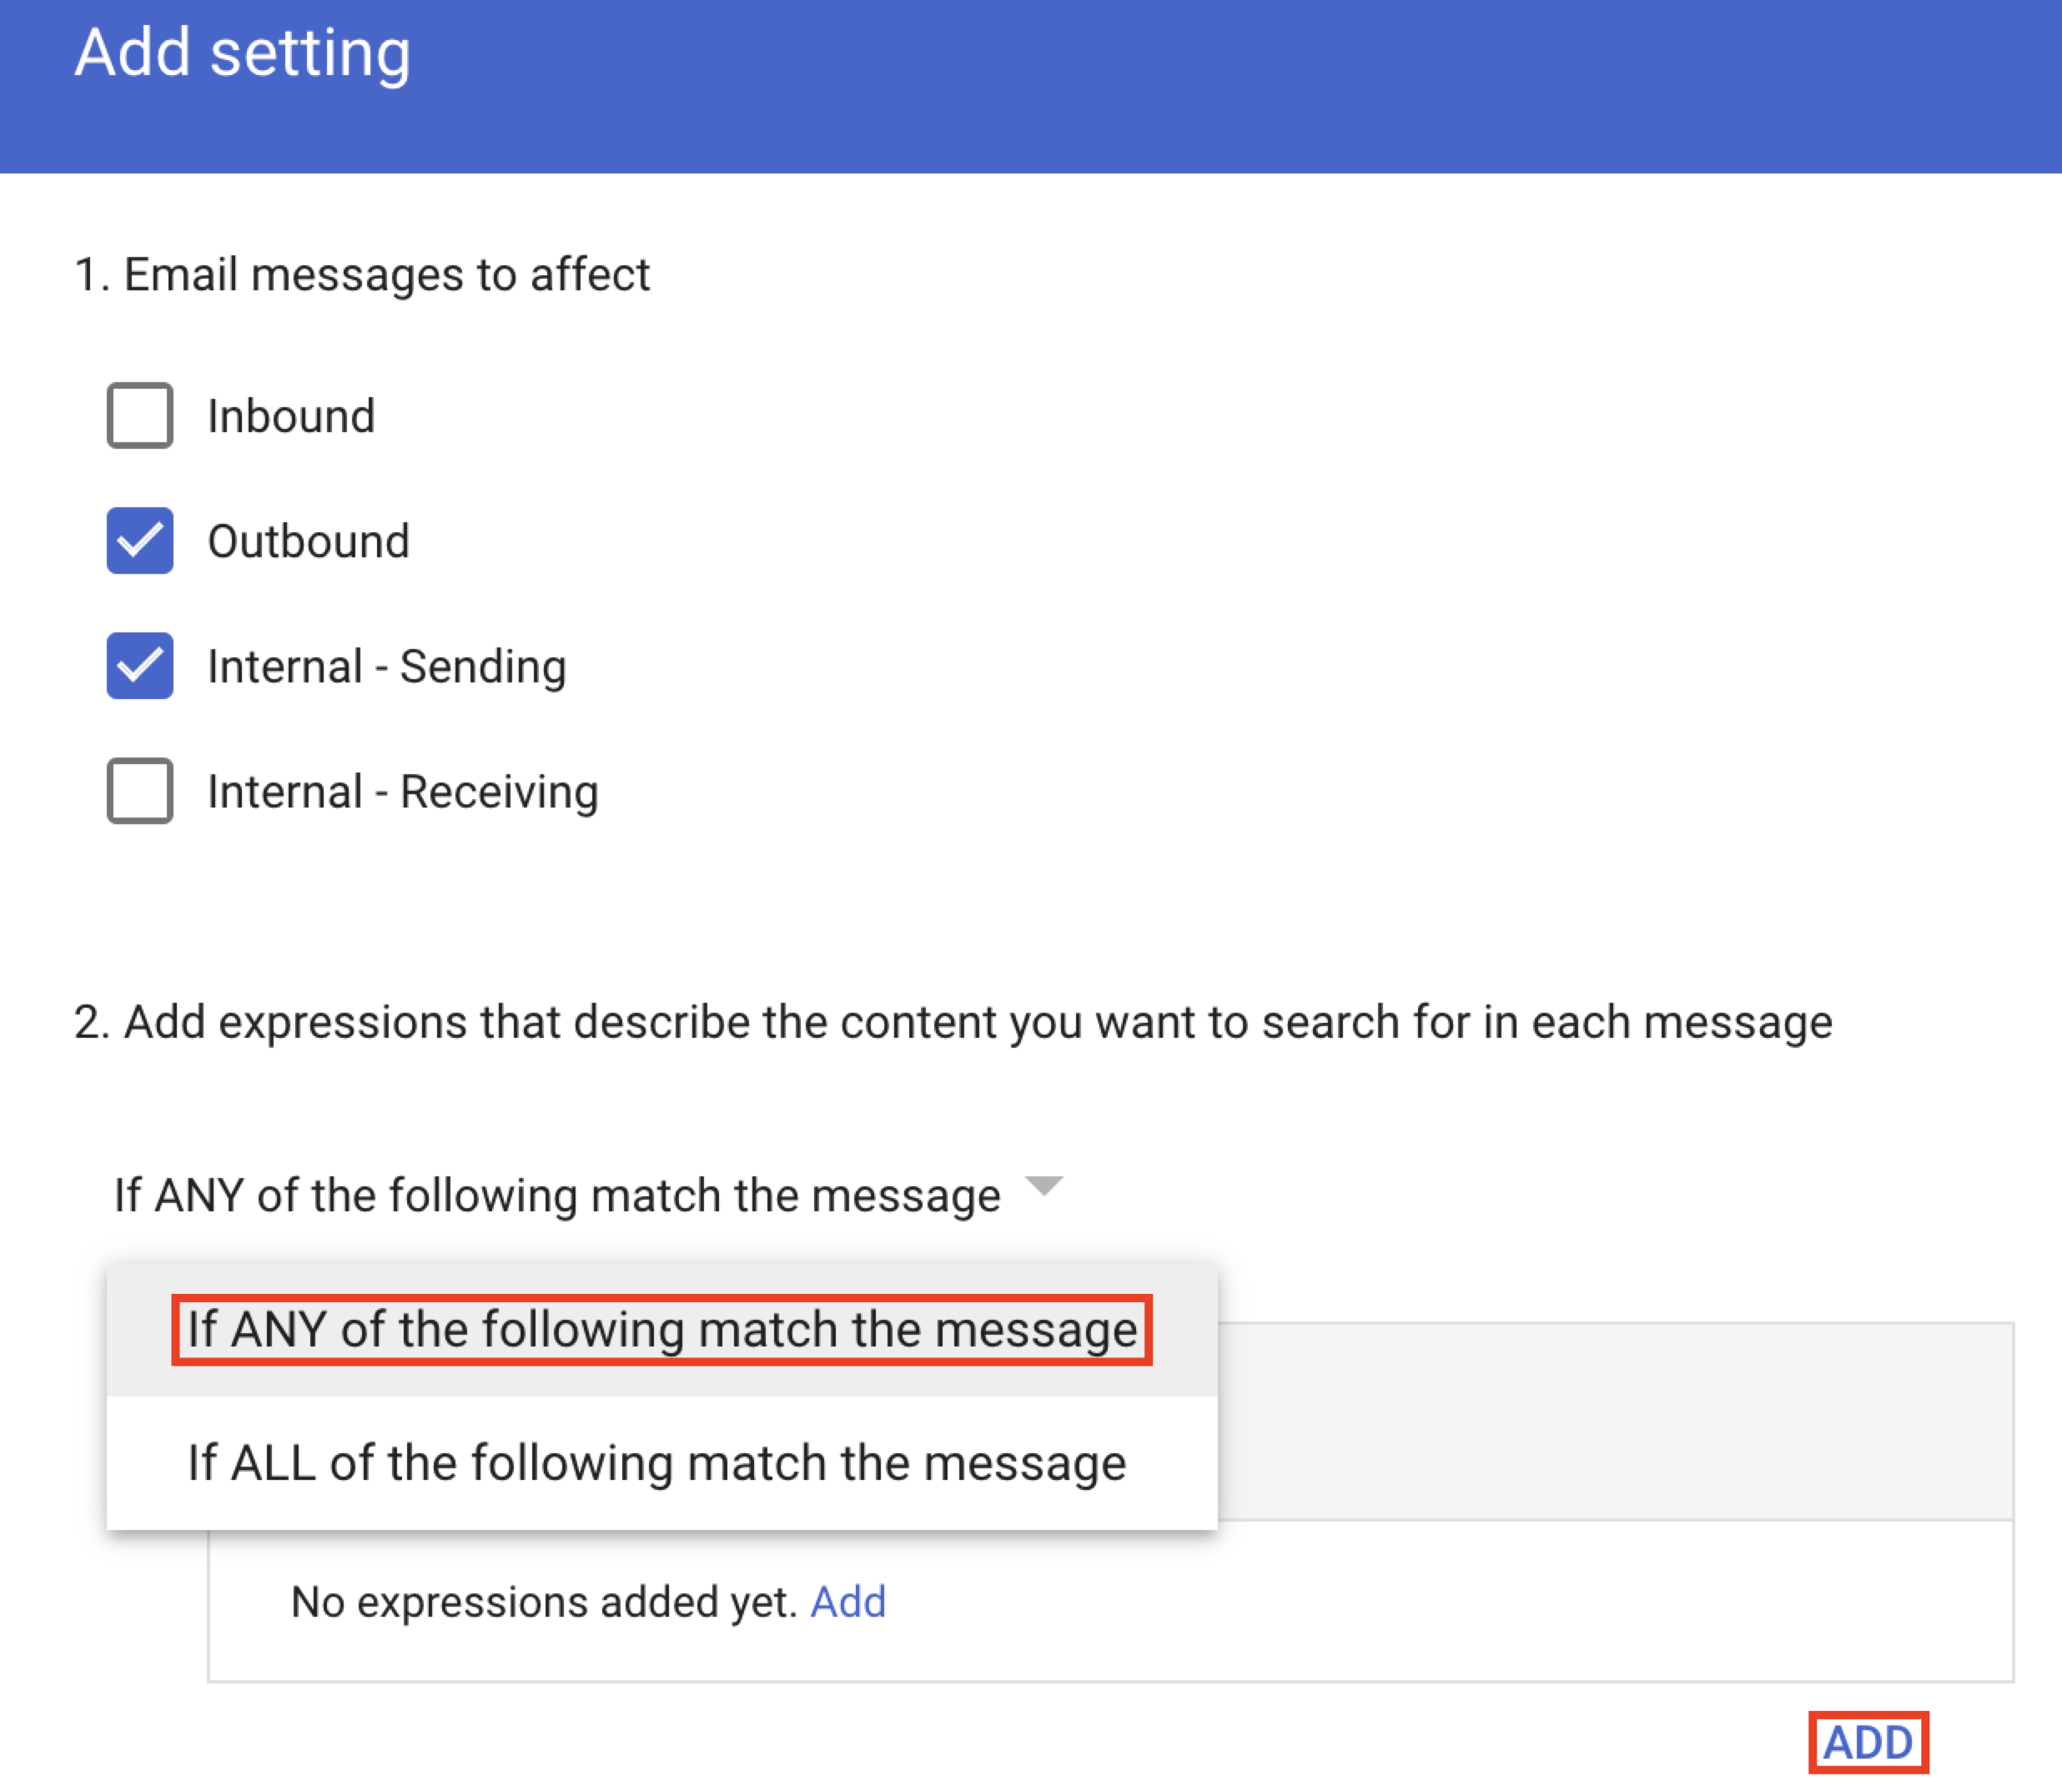 Add setting
1. Email messages to affect
Inbound
Outbound
Internal - Sending
Internal - Receiving
2. Add expressions that describe the content you want to search for in each message
If ANY of the following match the message
If ANY of the following match the message
If ALL of the following match the message
No expressions added yet. Add
ADD